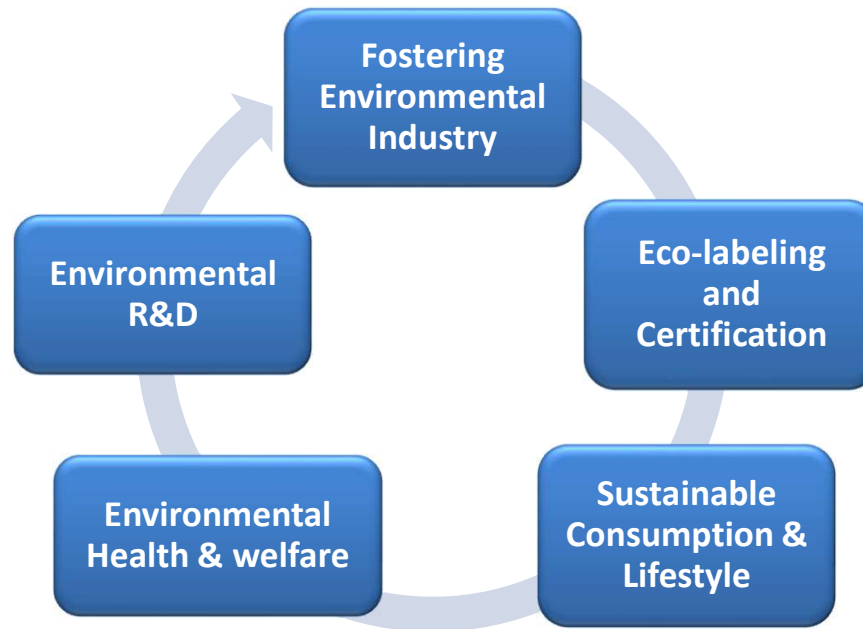 Fostering
Environmental
Industry
Eco-labeling
and
Certification
Sustainable
Consumption &
Lifestyle
Environmental
Health & welfare
Environmental
R&D